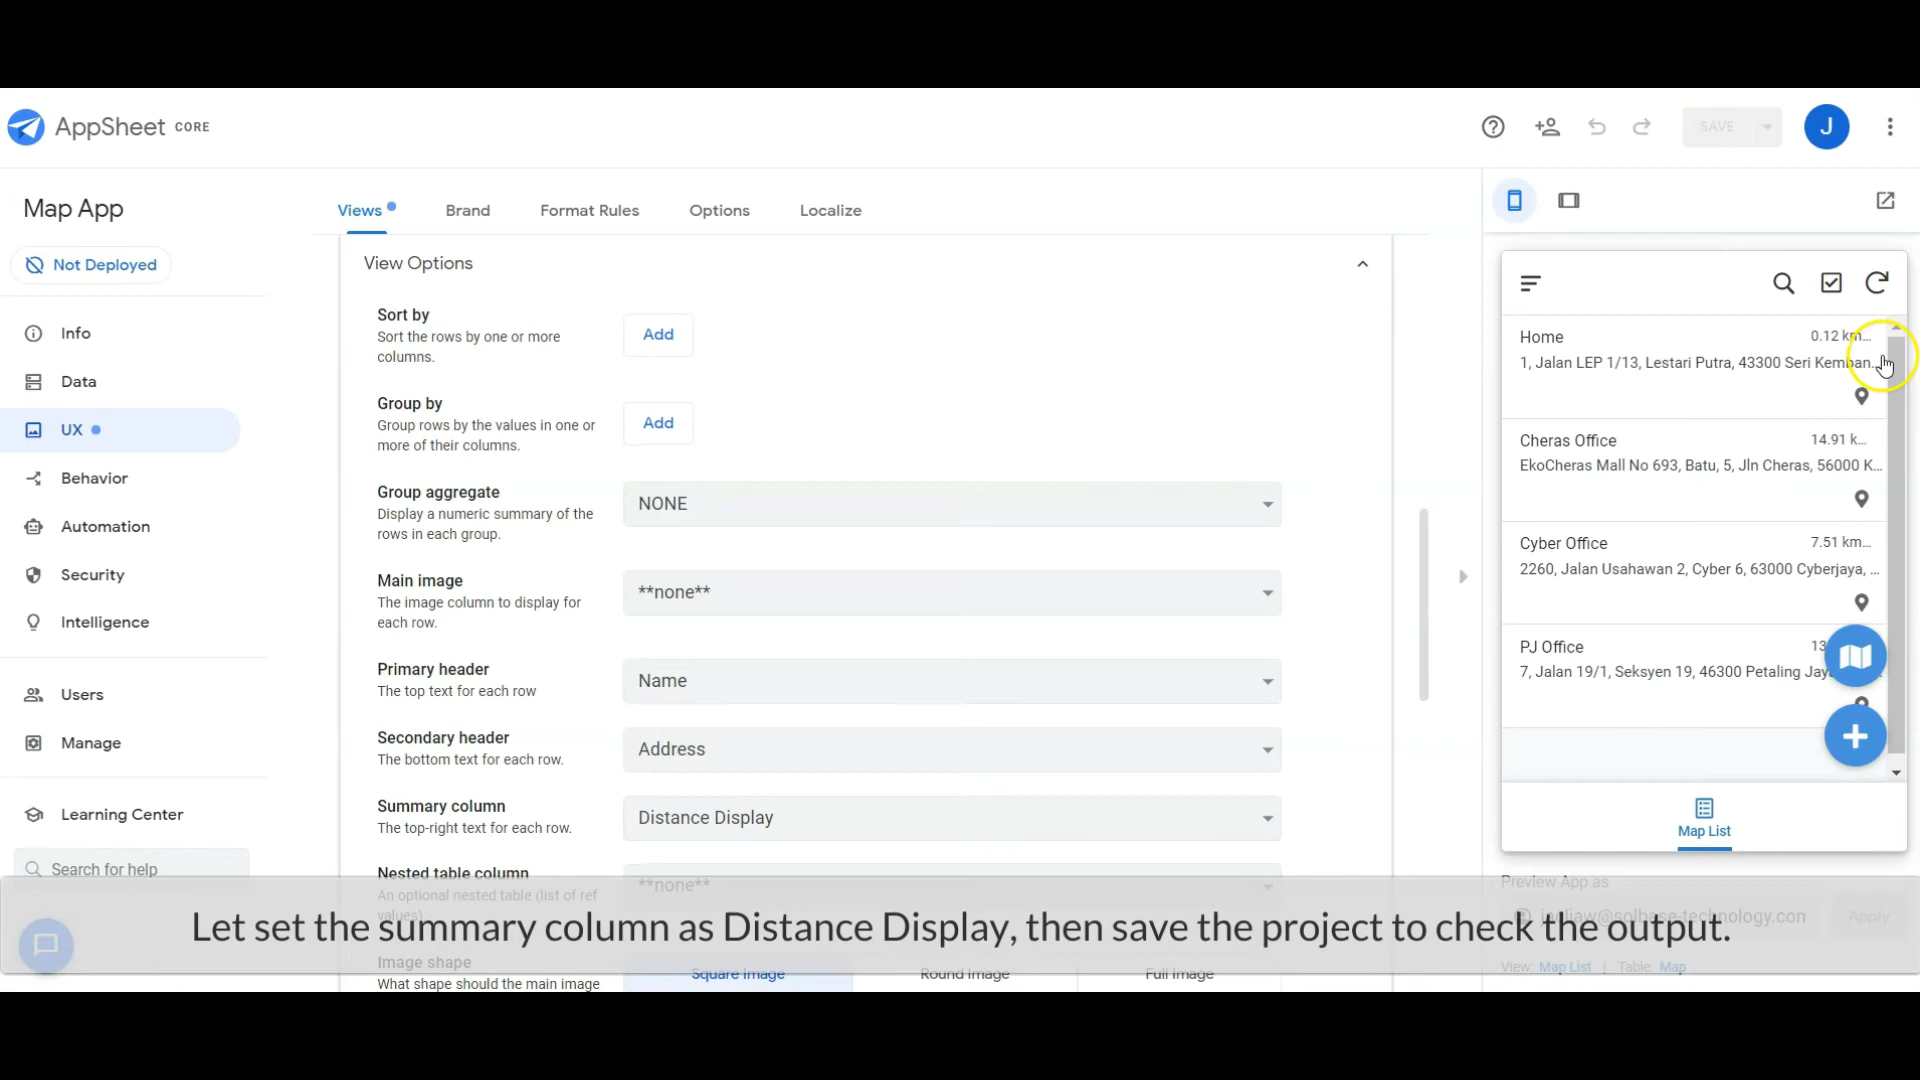 AppSheet CORE
SAVE
J
Map App
Not Deployed
Info
Data
UX
Behavior
Automation
Security
Intelligence
Users
Manage
Learning Center
Search for help
Views
Brand
Format Rules
Options
Localize
View Options
Sort by
Sort the rows by one or more
columns.
Add
Group by
Group rows by the values in one or
more of their columns.
Add
Group aggregate
Display a numeric summary of the
rows in each group.
NONE
Main image
The image column to display for
each row.
**none**
Primary header
The top text for each row
Name
Secondary header
The bottom text for each row.
Address
Summary column
The top-right text for each row.
Distance Display
Nested table column
An optional nested table (list of ref
values)
**none**
Image shape
What shape should the main image
Square Image
Round Image
Full Image
Home
0.12 km...
1, Jalan LEP 1/13, Lestari Putra, 43300 Seri Kemban...
Cheras Office
14.91 k...
EkoCheras Mall No 693, Batu, 5, Jln Cheras, 56000 K...
Cyber Office
7.51 km...
2260, Jalan Usahawan 2, Cyber 6, 63000 Cyberjaya, ...
PJ Office
13
7, Jalan 19/1, Seksyen 19, 46300 Petaling Jay
Map List
Preview App as
Apply
View: Map List | Table: Map
Let set the summary column as Distance Display, then save the project to check the output.